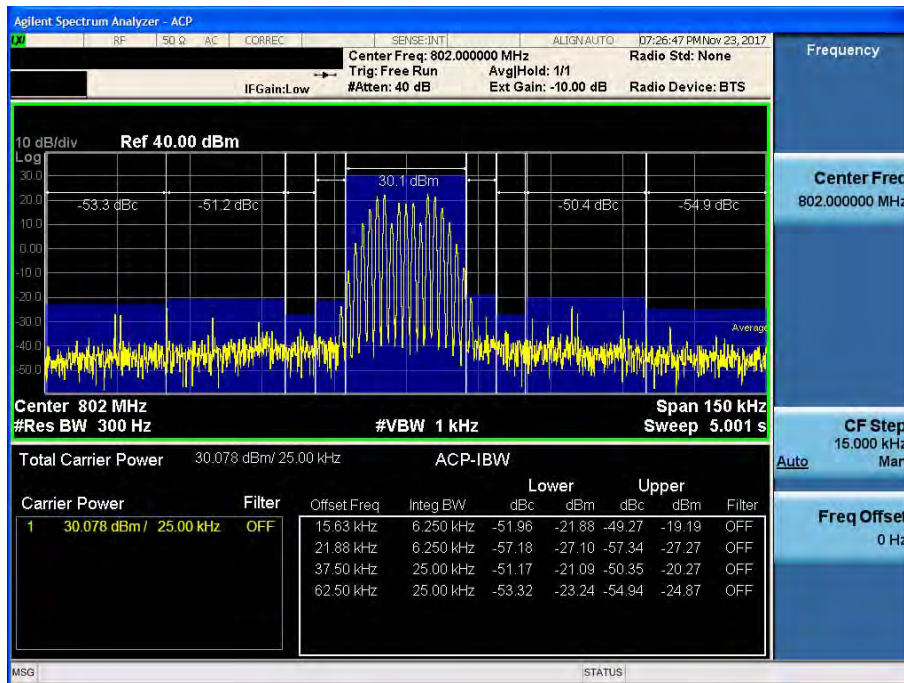 Agilent Spectrum Analyzer - ACP
LXI RF 50 Ω AC CORREC SENSE:INT ALIGN AUTO 07:26:47 PM Nov 23, 2017
Center Freq: 802.000000 MHz Radio Std: None
Trig: Free Run Avg|Hold: 1/1
IFGain:Low #Atten: 40 dB Ext Gain: -10.00 dB Radio Device: BTS
Frequency
10 dB/div Ref 40.00 dBm
Log
30.0
20.0
10.0
0.00
-10.0
-20.0
-30.0
-40.0
-50.0
30.1 dBm
-53.3 dBc -51.2 dBc -50.4 dBc -54.9 dBc
Average
Center Freq
802.000000 MHz
Center 802 MHz Span 150 kHz
#Res BW 300 Hz #VBW 1 kHz Sweep 5.001 s
CF Step
15.000 kHz
Auto Man
Freq Offset
0 Hz
Total Carrier Power 30.078 dBm/ 25.00 kHz ACP-IBW
Lower Upper
Carrier Power Filter Offset Freq Integ BW dBc dBm dBc dBm Filter
1 30.078 dBm / 25.00 kHz OFF 15.63 kHz 6.250 kHz -51.96 -21.88 -49.27 -19.19 OFF
21.88 kHz 6.250 kHz -57.18 -27.10 -57.34 -27.27 OFF
37.50 kHz 25.00 kHz -51.17 -21.09 -50.35 -20.27 OFF
62.50 kHz 25.00 kHz -53.32 -23.24 -54.94 -24.87 OFF
MSG STATUS